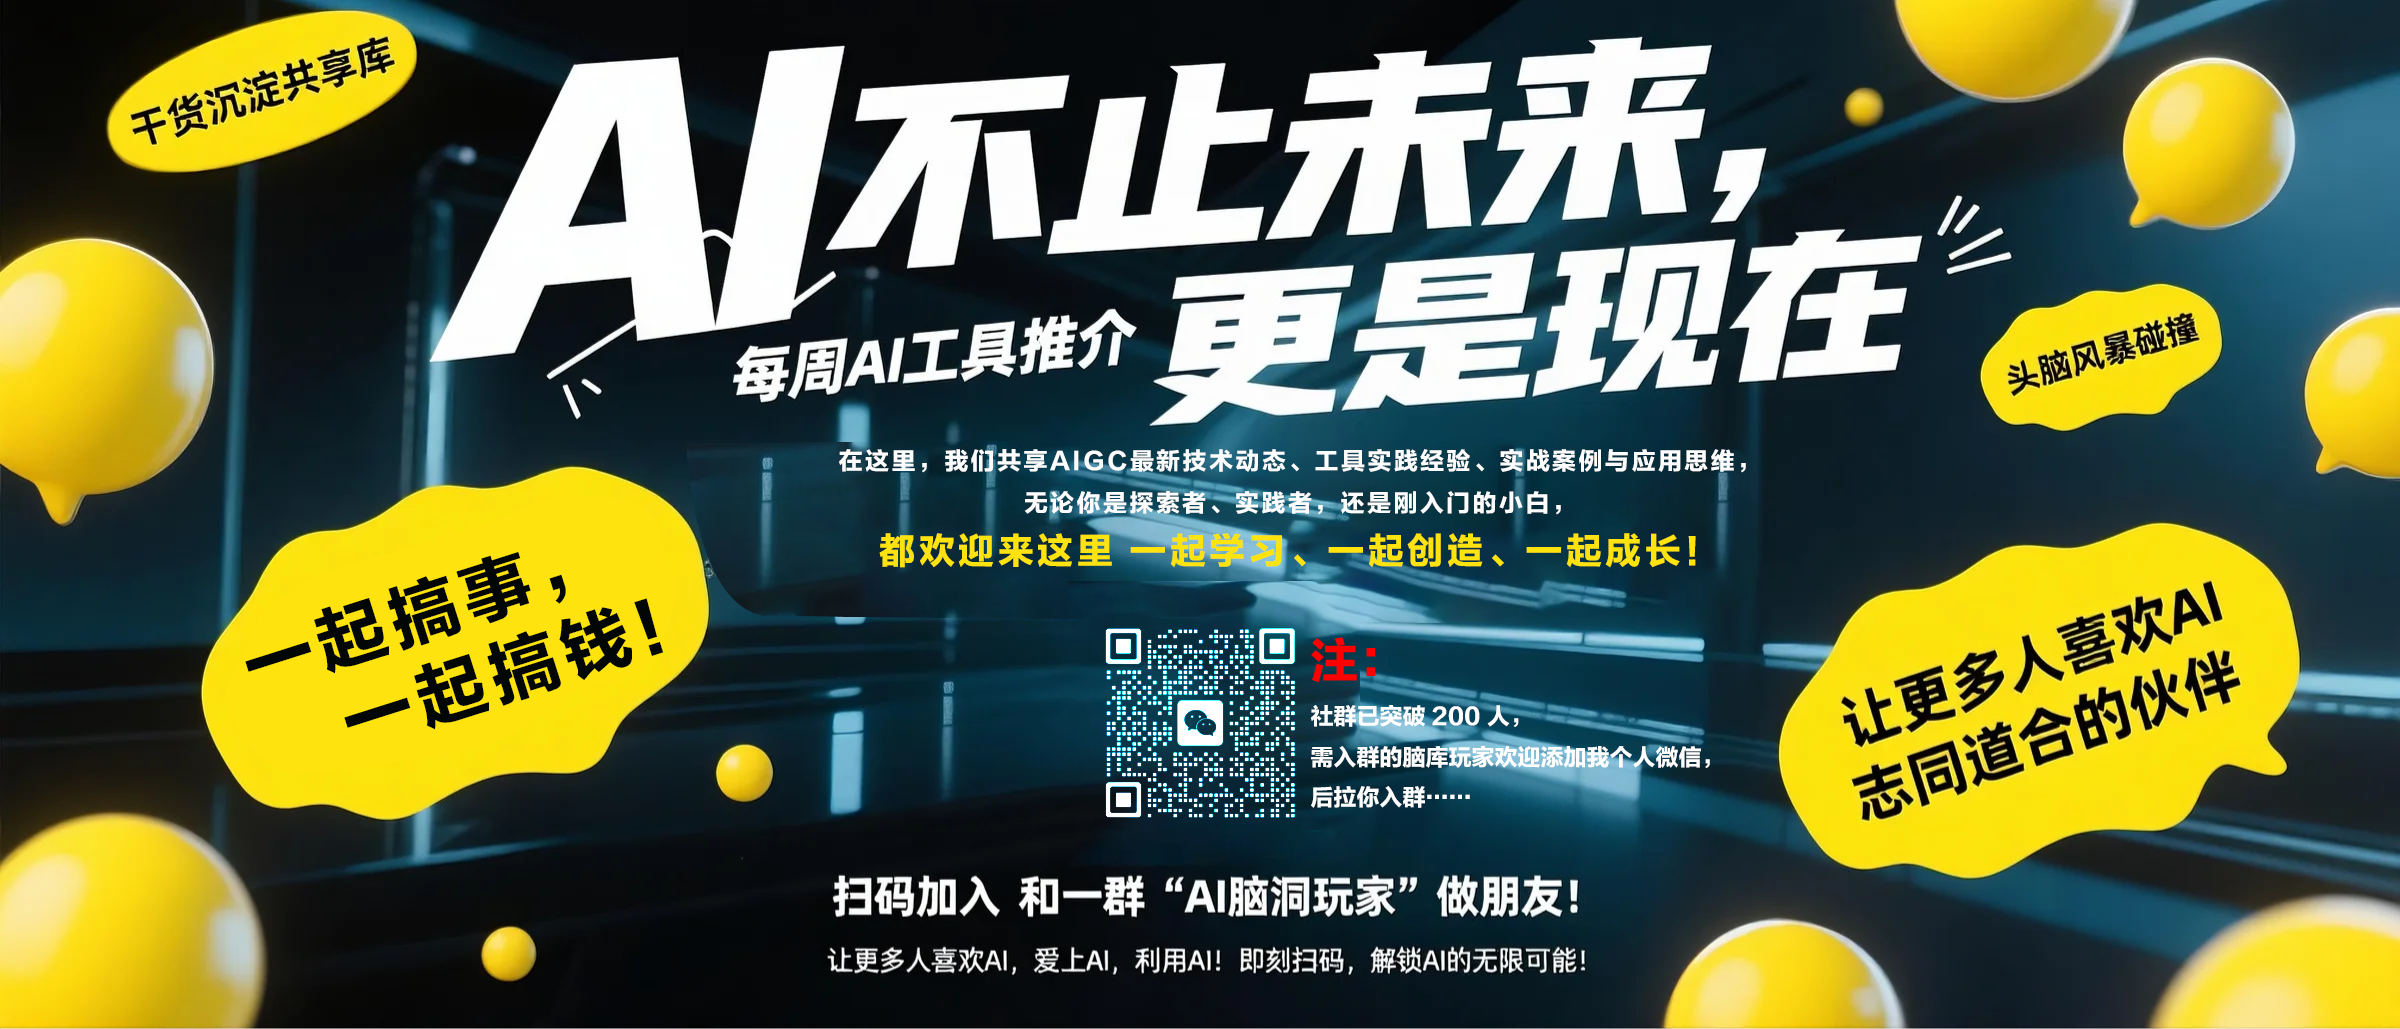 干货沉淀共享库
AI不止未来，
更是现在
每周AI工具推介
头脑风暴碰撞
在这里，我们共享AIGC最新技术动态、工具实践经验、实战案例与应用思维，
无论你是探索者、实践者，还是刚入门的小白，
都欢迎来这里 一起学习、一起创造、一起成长！
一起搞事，
一起搞钱！
让更多人喜欢AI
志同道合的伙伴
注：
社群已突破 200 人，
需入群的脑库玩家欢迎添加我个人微信，
后拉你入群……
扫码加入 和一群“AI脑洞玩家”做朋友！
让更多人喜欢AI，爱上AI，利用AI！即刻扫码，解锁AI的无限可能！